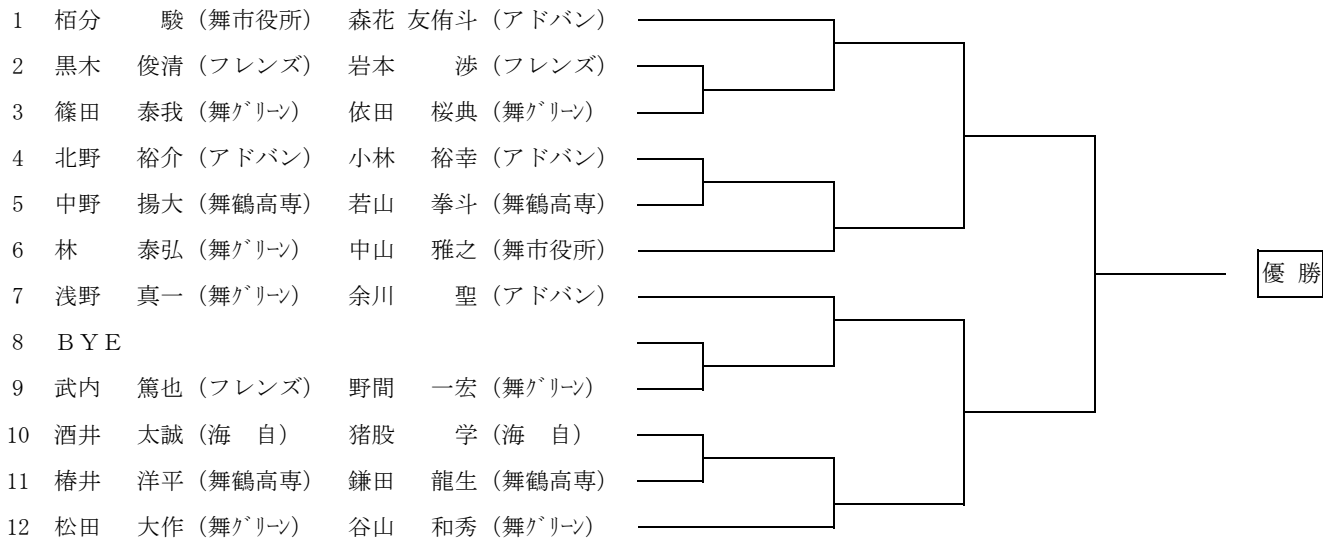 1 栢分 駿 (舞市役所) 森花 友侑斗 (アドバン)
2 黒木 俊清 (フレンズ) 岩本 渉 (フレンズ)
3 篠田 泰我 (舞ｸﾞﾘｰﾝ) 依田 桜典 (舞ｸﾞﾘｰﾝ)
4 北野 裕介 (アドバン) 小林 裕幸 (アドバン)
5 中野 揚大 (舞鶴高専) 若山 拳斗 (舞鶴高専)
6 林 泰弘 (舞ｸﾞﾘｰﾝ) 中山 雅之 (舞市役所)
優 勝
7 浅野 真一 (舞ｸﾞﾘｰﾝ) 余川 聖 (アドバン)
8 ＢＹＥ
9 武内 篤也 (フレンズ) 野間 一宏 (舞ｸﾞﾘｰﾝ)
10 酒井 太誠 (海 自) 猪股 学 (海 自)
11 椿井 洋平 (舞鶴高専) 鎌田 龍生 (舞鶴高専)
12 松田 大作 (舞ｸﾞﾘｰﾝ) 谷山 和秀 (舞ｸﾞﾘｰﾝ)